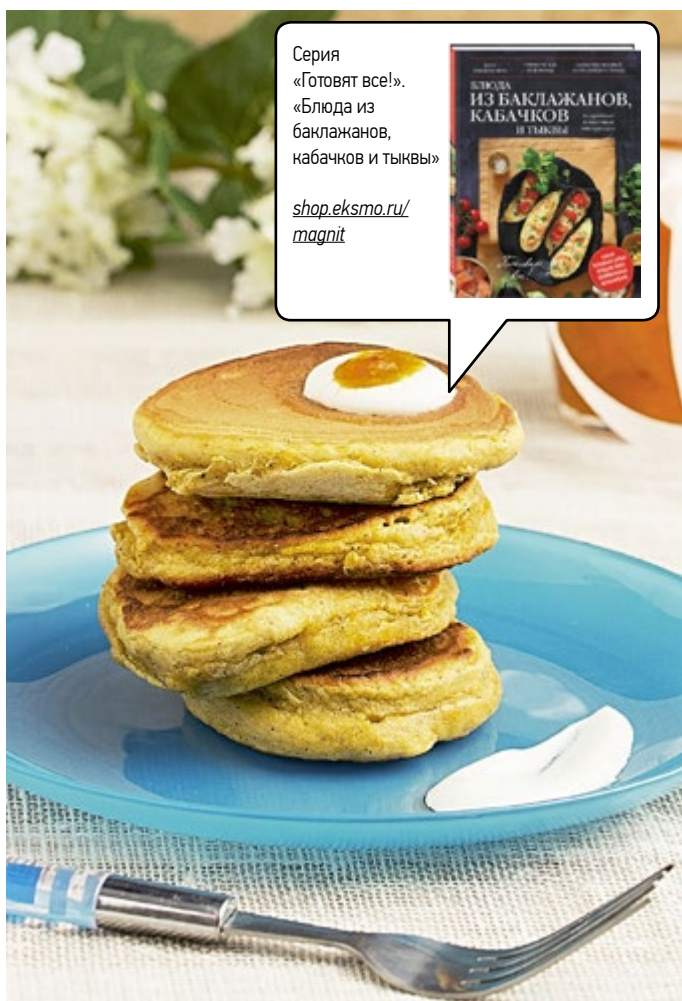 Серия
«Готовят все!».
«Блюда из
баклажанов,
кабачков и тыквы»
shop.eksmo.ru/
magnit
БЛЮДА
ИЗ БАКЛАЖАНОВ,
КАБАЧКОВ
И ТЫКВЫ